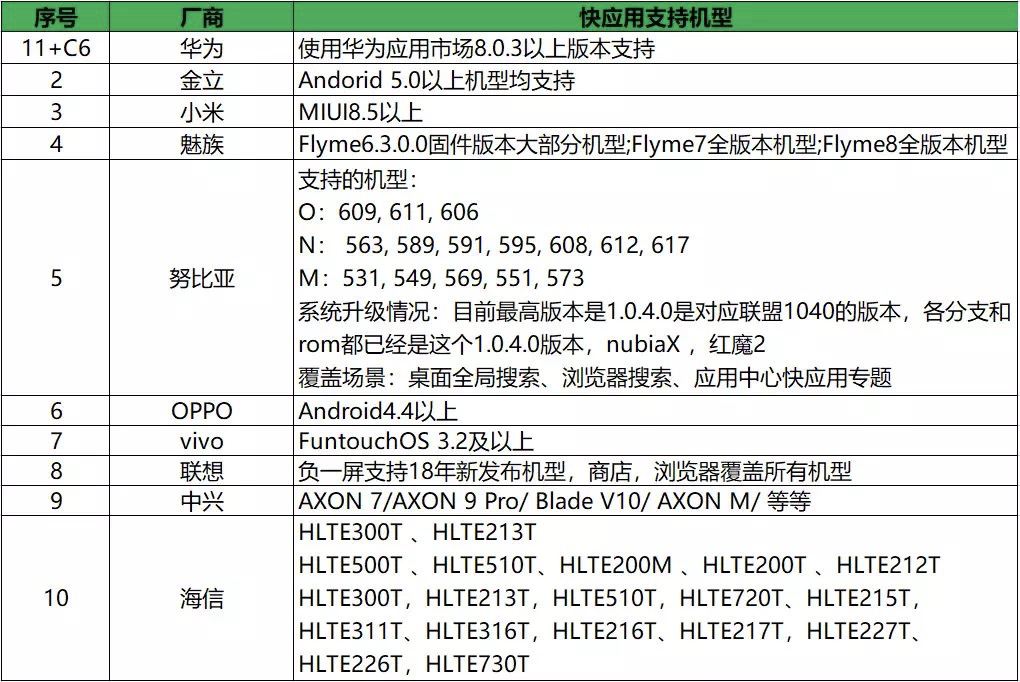 序号 厂商 快应用支持机型
11+C6 华为 使用华为应用市场8.0.3以上版本支持
2 金立 Andorid 5.0以上机型均支持
3 小米 MIUI8.5以上
4 魅族 Flyme6.3.0.0固件版本大部分机型;Flyme7全版本机型;Flyme8全版本机型
5 努比亚 支持的机型：
O：609, 611, 606
N： 563, 589, 591, 595, 608, 612, 617
M：531, 549, 569, 551, 573
系统升级情况：目前最高版本是1.0.4.0是对应联盟1040的版本，各分支和
rom都已经是这个1.0.4.0版本，nubiaX ，红魔2
覆盖场景：桌面全局搜索、浏览器搜索、应用中心快应用专题
6 OPPO Android4.4以上
7 vivo FuntouchOS 3.2及以上
8 联想 负一屏支持18年新发布机型，商店，浏览器覆盖所有机型
9 中兴 AXON 7/AXON 9 Pro/ Blade V10/ AXON M/ 等等
10 海信 HLTE300T 、HLTE213T
HLTE500T 、HLTE510T、HLTE200M 、HLTE200T 、HLTE212T
HLTE300T，HLTE213T，HLTE510T，HLTE720T、HLTE215T，
HLTE311T、HLTE316T，HLTE216T、HLTE217T，HLTE227T、
HLTE226T，HLTE730T